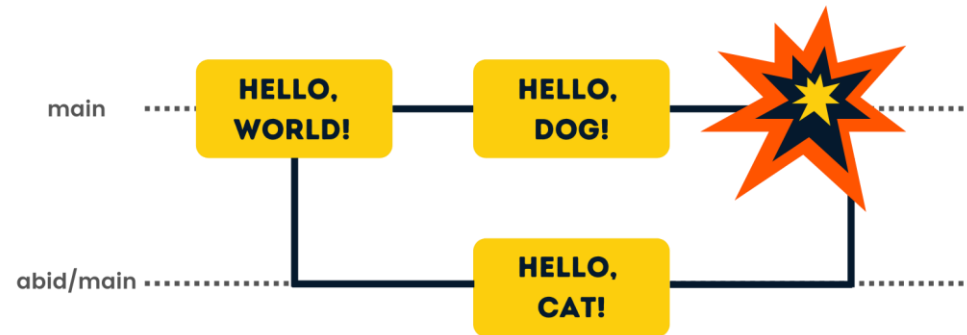 main
HELLO,
WORLD!
HELLO,
DOG!
abid/main
HELLO,
CAT!